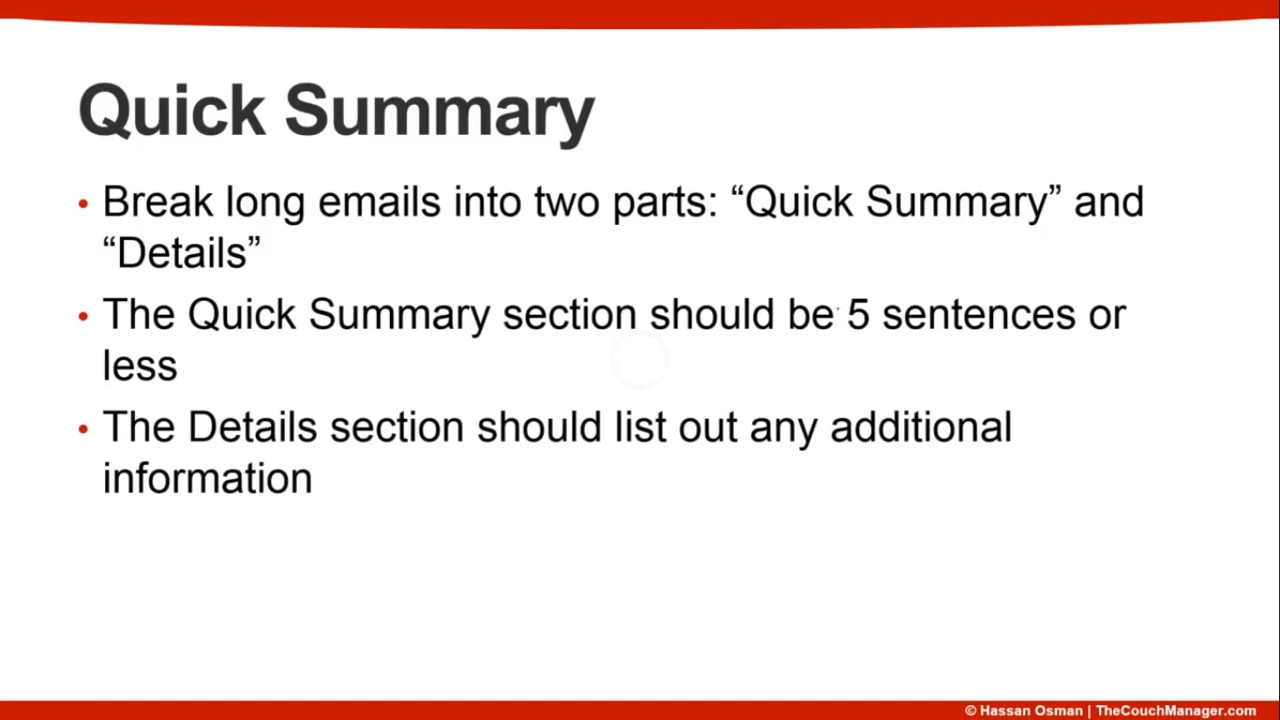 Quick Summary
• Break long emails into two parts: “Quick Summary” and
“Details”
• The Quick Summary section should be 5 sentences or
less
• The Details section should list out any additional
information
© Hassan Osman | TheCouchManager.com